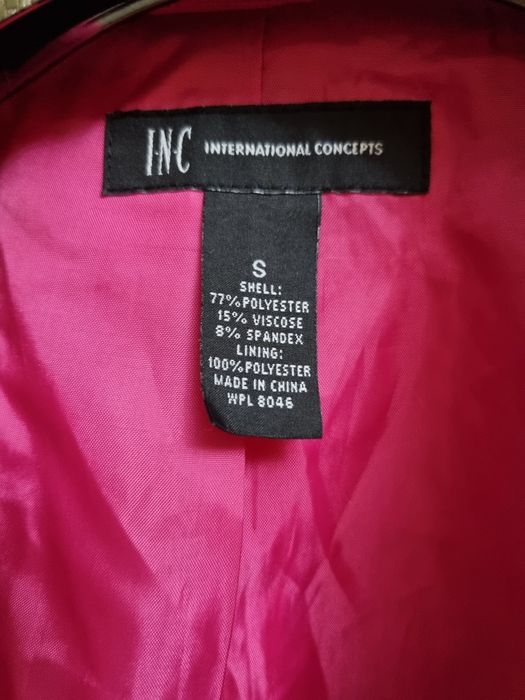 I·N·C INTERNATIONAL CONCEPTS
S
SHELL:
77% POLYESTER
15% VISCOSE
8% SPANDEX
LINING:
100% POLYESTER
MADE IN CHINA
WPL 8046